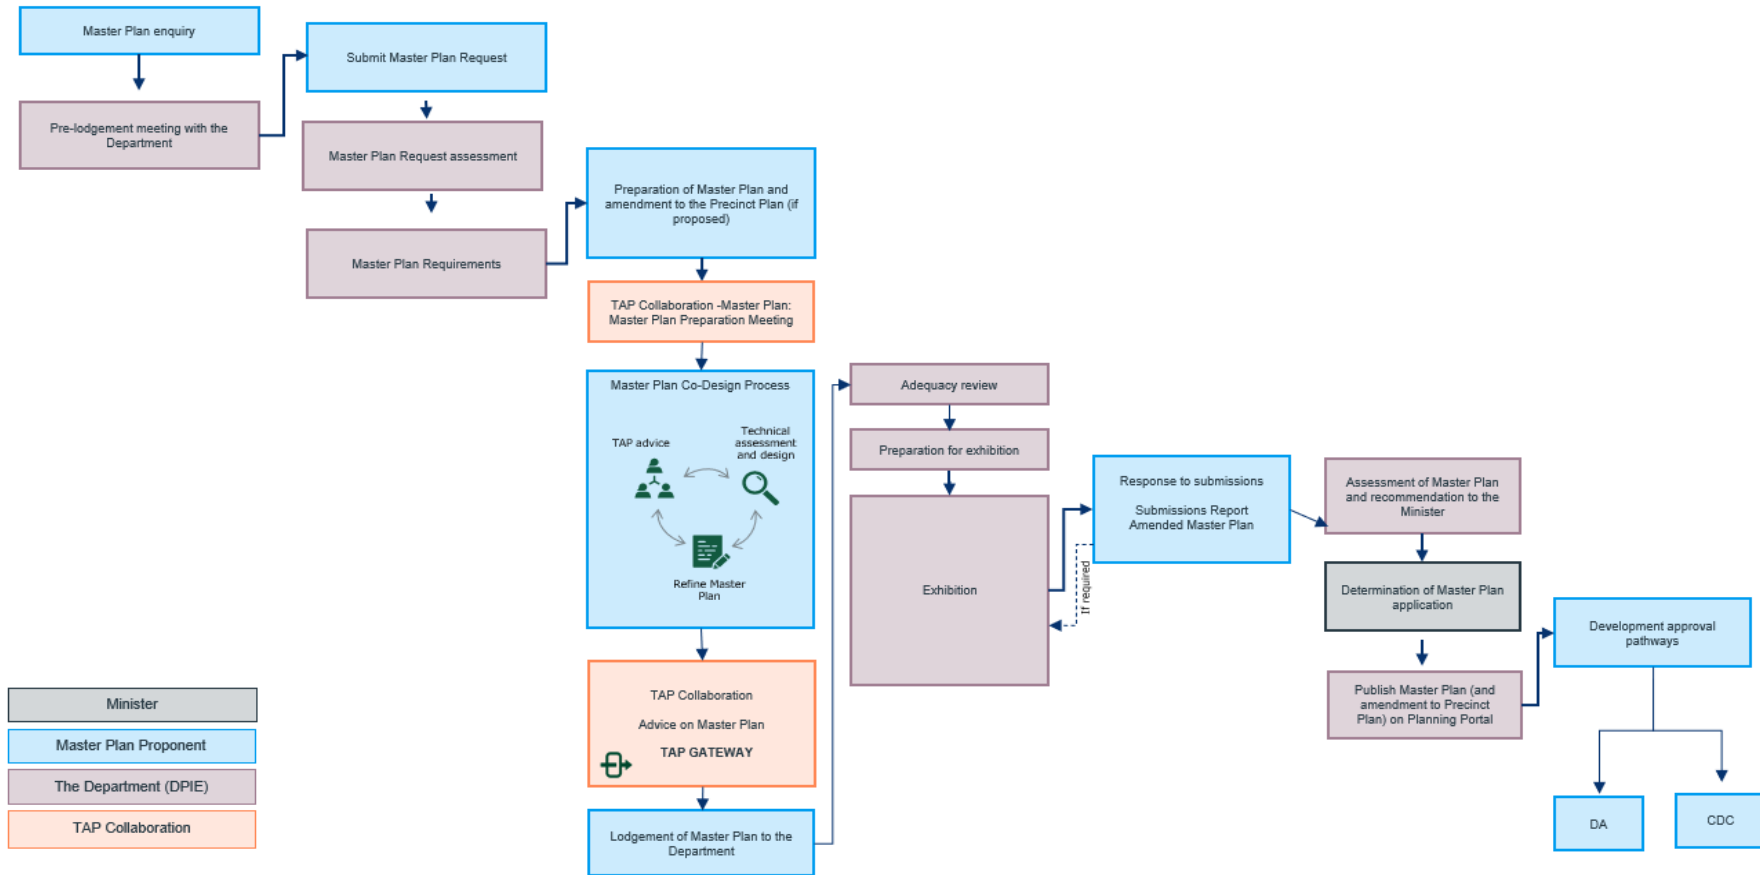 Master Plan enquiry
Pre-lodgement meeting with the
Department
Submit Master Plan Request
Master Plan Request assessment
Master Plan Requirements
Preparation of Master Plan and
amendment to the Precinct Plan (if
proposed)
TAP Collaboration -Master Plan:
Master Plan Preparation Meeting
Master Plan Co-Design Process
TAP advice
Technical
assessment
and design
Refine Master
Plan
TAP Collaboration
Advice on Master Plan
TAP GATEWAY
Lodgement of Master Plan to the
Department
Adequacy review
Preparation for exhibition
Exhibition
If required
Response to submissions
Submissions Report
Amended Master Plan
Assessment of Master Plan
and recommendation to the
Minister
Determination of Master Plan
application
Publish Master Plan (and
amendment to Precinct
Plan) on Planning Portal
Development approval
pathways
DA
CDC
Minister
Master Plan Proponent
The Department (DPIE)
TAP Collaboration